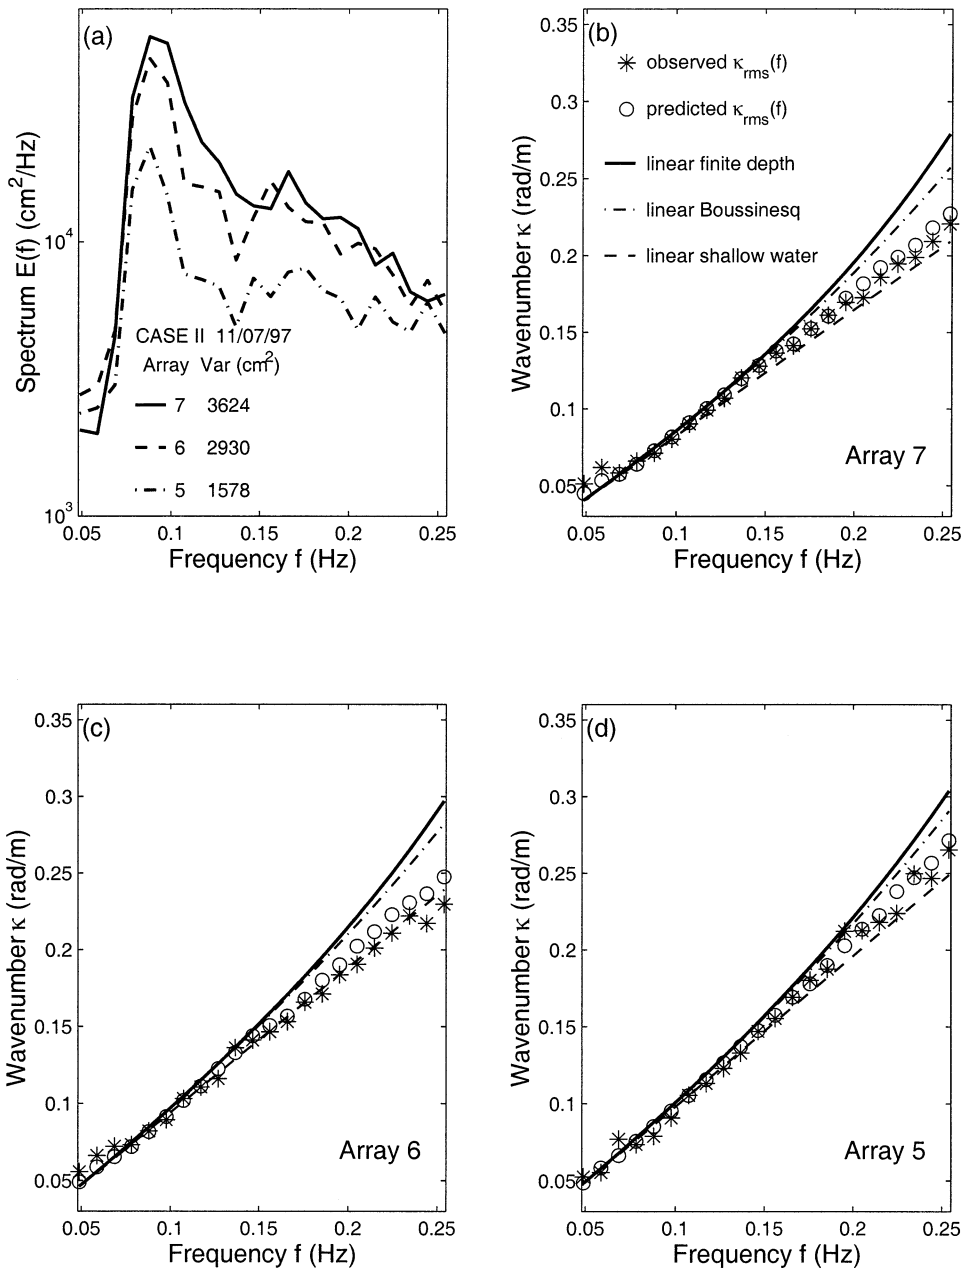 (a)
Spectrum E(f) (cm²/Hz)
10⁴
10³
CASE II 11/07/97
Array Var (cm²)
7 3624
6 2930
5 1578
0.05 0.1 0.15 0.2 0.25
Frequency f (Hz)
(b)
observed κrms(f)
predicted κrms(f)
linear finite depth
linear Boussinesq
linear shallow water
Wavenumber κ (rad/m)
0.35
0.3
0.25
0.2
0.15
0.1
0.05
Array 7
0.05 0.1 0.15 0.2 0.25
Frequency f (Hz)
(c)
Wavenumber κ (rad/m)
0.35
0.3
0.25
0.2
0.15
0.1
0.05
Array 6
0.05 0.1 0.15 0.2 0.25
Frequency f (Hz)
(d)
Wavenumber κ (rad/m)
0.35
0.3
0.25
0.2
0.15
0.1
0.05
Array 5
0.05 0.1 0.15 0.2 0.25
Frequency f (Hz)